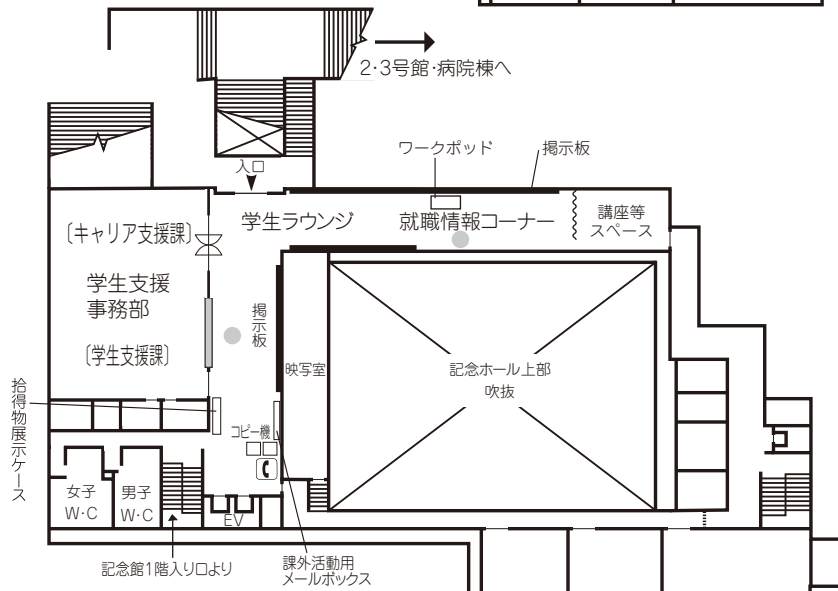 2・3号館・病院棟へ
ワークポッド
掲示板
入口
学生ラウンジ
就職情報コーナー
講座等
スペース
〔キャリア支援課〕
学生支援
事務部
〔学生支援課〕
掲示板
映写室
記念ホール上部
吹抜
拾得物展示ケース
コピー機
女子
W・C
男子
W・C
EV
記念館1階入り口より
課外活動用
メールボックス